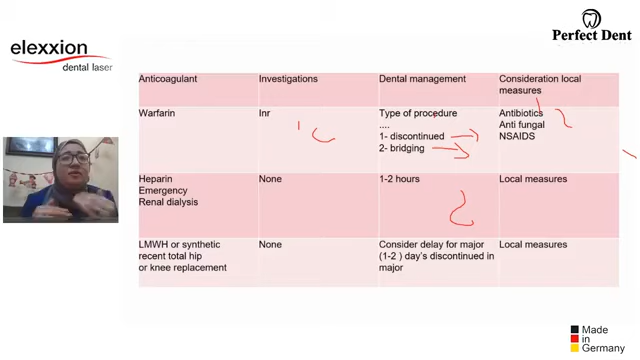 elexxion
dental laser
Perfect Dent
Anticoagulant
Investigations
Dental management
Consideration local
measures
Warfarin
Inr
Type of procedure
....
1- discontinued
2- bridging
Antibiotics
Anti fungal
NSAIDS
Heparin
Emergency
Renal dialysis
None
1-2 hours
Local measures
LMWH or synthetic
recent total hip
or knee replacement
None
Consider delay for major
(1-2 ) day's discontinued in
major
Local measures
Made
in
Germany